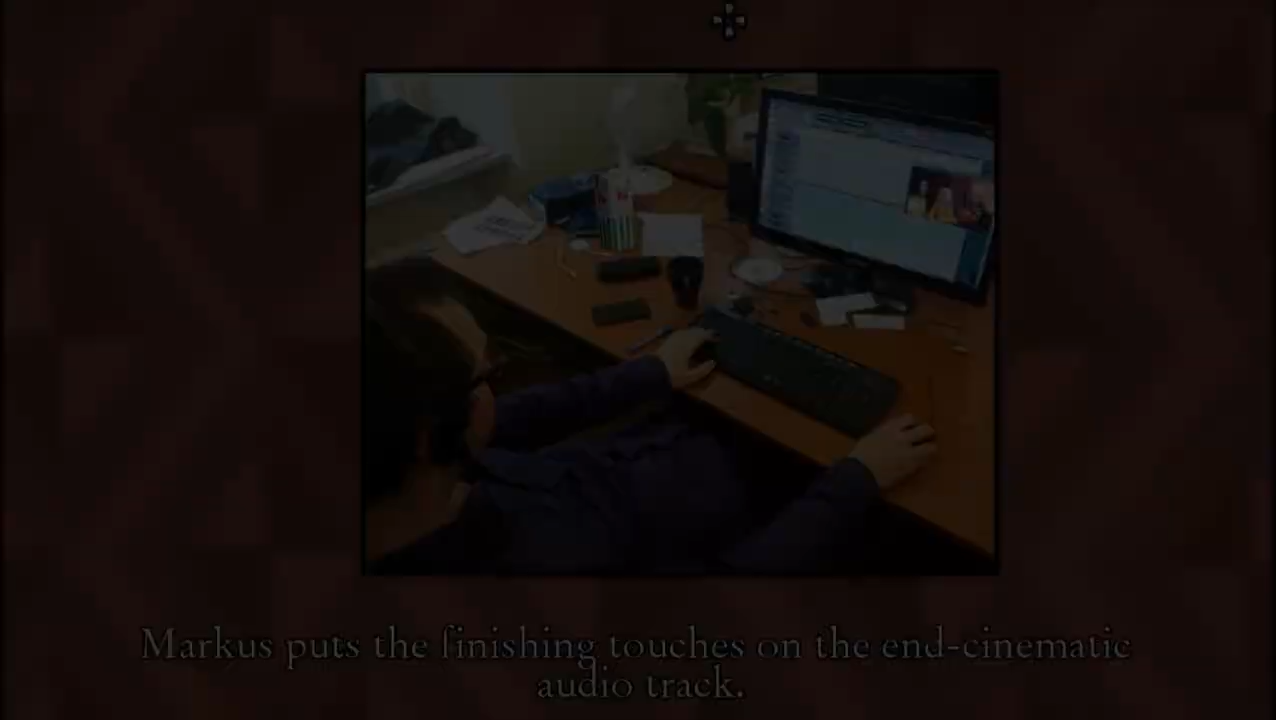 Markus puts the finishing touches on the end-cinematic
audio track.